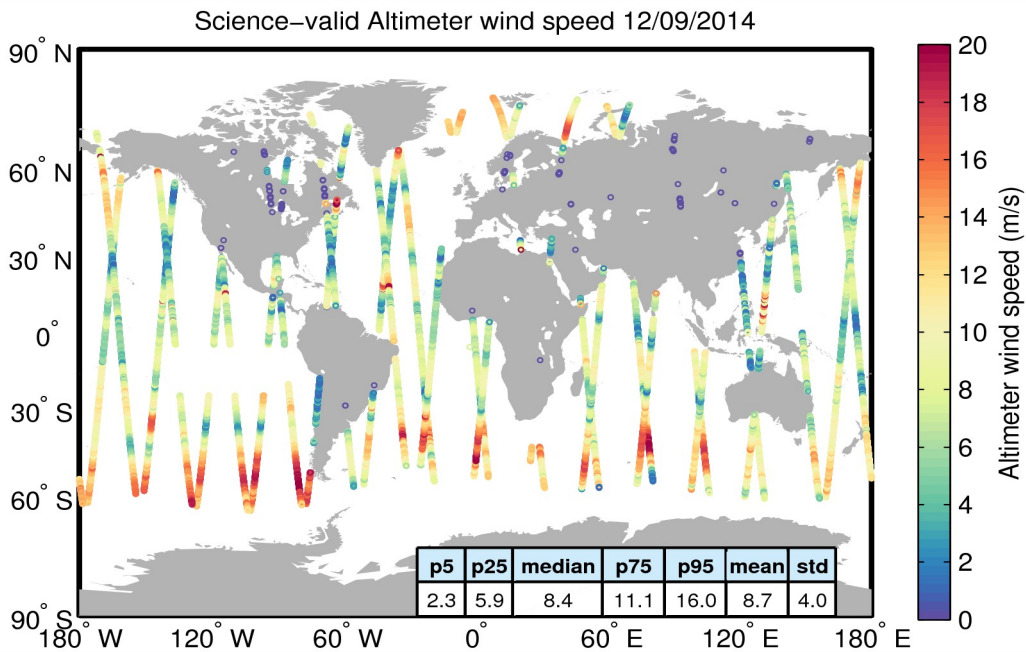 Science-valid Altimeter wind speed 12/09/2014
90° N
60° N
30° N
0°
30° S
60° S
90° S
180° W
120° W
60° W
0°
60° E
120° E
180° E
p5 p25 median p75 p95 mean std
2.3 5.9 8.4 11.1 16.0 8.7 4.0
20
18
16
14
12
10
8
6
4
2
0
Altimeter wind speed (m/s)